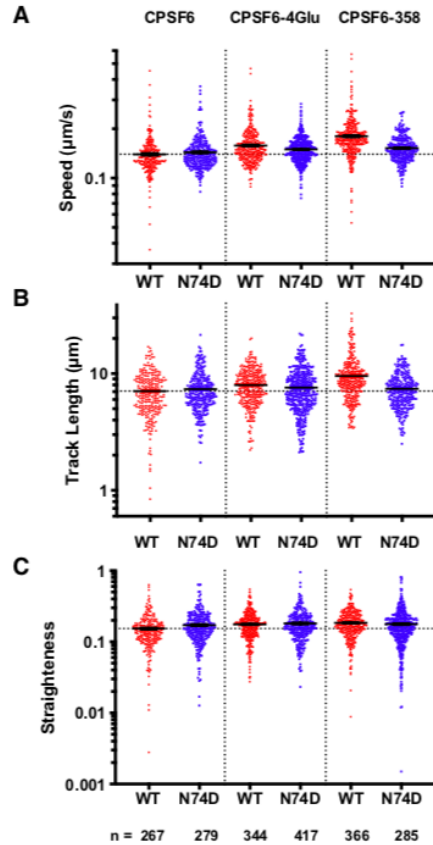 A CPSF6 CPSF6-4Glu CPSF6-358
Speed (µm/s)
0.1
WT N74D WT N74D WT N74D
B
Track Length (µm)
10
1
WT N74D WT N74D WT N74D
C
Straighteness
1
0.1
0.01
0.001
WT N74D WT N74D WT N74D
n = 267 279 344 417 366 285